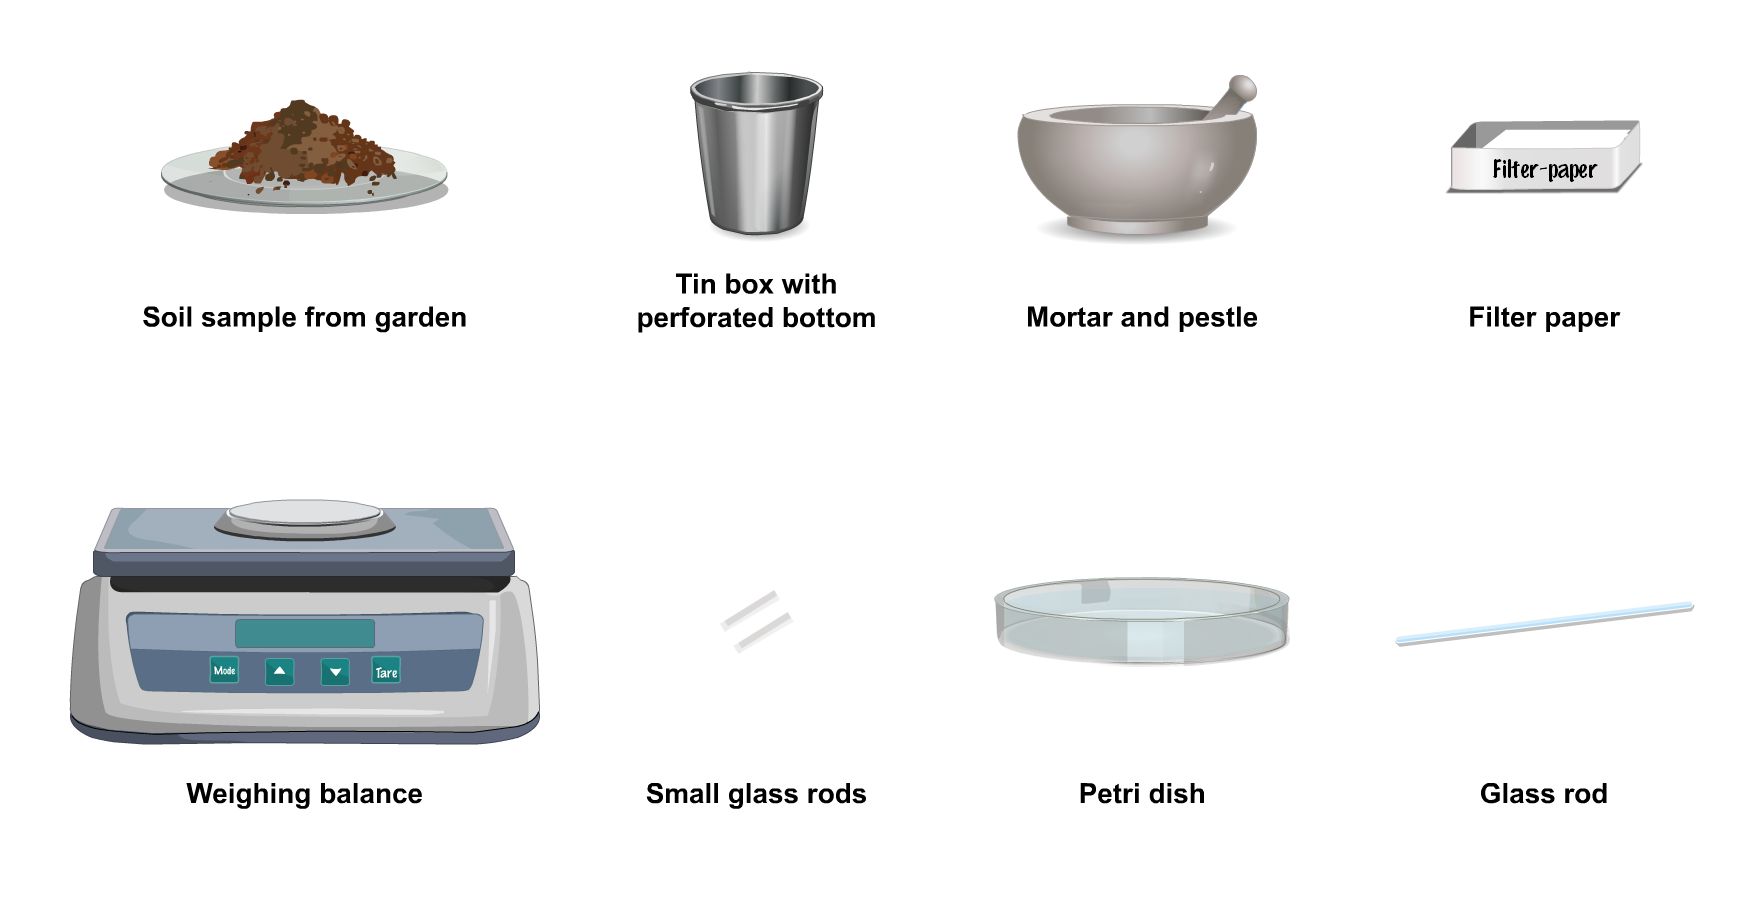 Filter-paper
Soil sample from garden
Tin box with
perforated bottom
Mortar and pestle
Filter paper
Mode
Tare
Weighing balance
Small glass rods
Petri dish
Glass rod